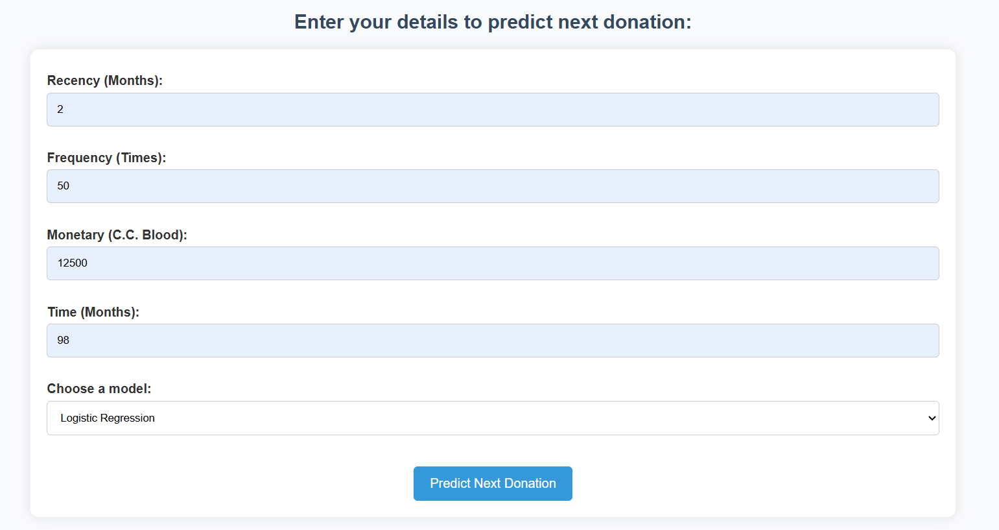 Enter your details to predict next donation:
Recency (Months):
2
Frequency (Times):
50
Monetary (C.C. Blood):
12500
Time (Months):
98
Choose a model:
Logistic Regression
Predict Next Donation